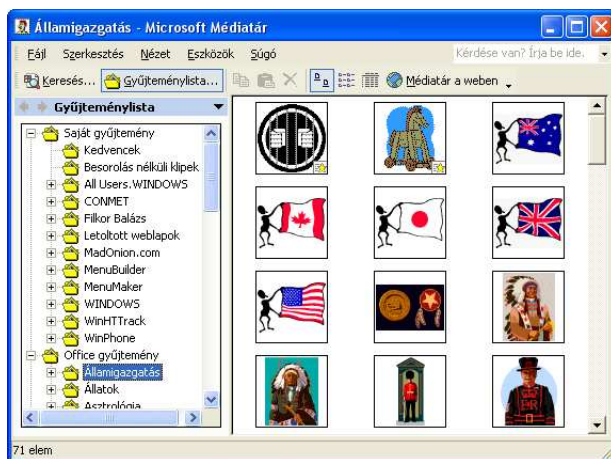 Államigazgatás - Microsoft Médiatár
Fájl Szerkesztés Nézet Eszközök Súgó Kérdése van? Írja be ide.
Keresés... Gyűjteménylista... Médiatár a weben
Gyűjteménylista
Saját gyűjtemény
Kedvencek
Besorolás nélküli klipek
All Users.WINDOWS
CONMET
Filkor Balázs
Letoltott weblapok
MadOnion.com
MenuBuilder
MenuMaker
WINDOWS
WinHTTrack
WinPhone
Office gyűjtemény
Államigazgatás
Állatok
Asztrológia
71 elem